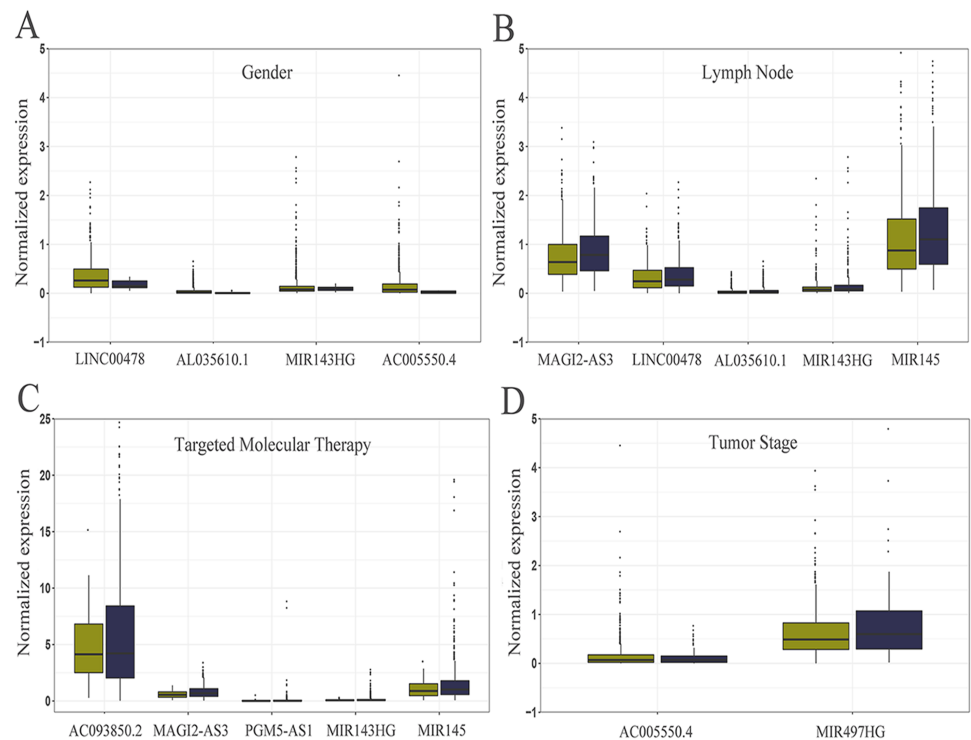 A
Gender
Normalized expression
5
4
3
2
1
0
−1
LINC00478 AL035610.1 MIR143HG AC005550.4
B
Lymph Node
Normalized expression
5
4
3
2
1
0
−1
MAGI2-AS3 LINC00478 AL035610.1 MIR143HG MIR145
C
Targeted Molecular Therapy
Normalized expression
25
20
15
10
5
0
AC093850.2 MAGI2-AS3 PGM5-AS1 MIR143HG MIR145
D
Tumor Stage
Normalized expression
5
4
3
2
1
0
−1
AC005550.4 MIR497HG